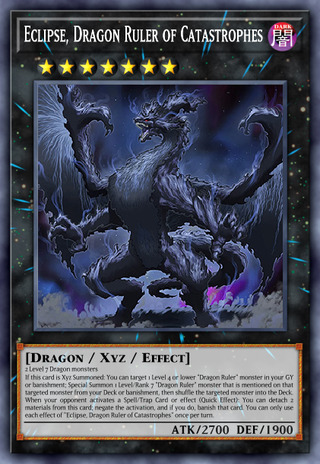 Eclipse, Dragon Ruler of Catastrophes
DARK
闇
[Dragon / Xyz / Effect]
2 Level 7 Dragon monsters
If this card is Xyz Summoned: You can target 1 Level 4 or lower "Dragon Ruler" monster in your GY
or banishment; Special Summon 1 Level/Rank 7 "Dragon Ruler" monster that is mentioned on that
targeted monster from your Deck or banishment, then shuffle the targeted monster into the Deck.
When your opponent activates a Spell/Trap Card or effect (Quick Effect): You can detach 2
materials from this card; negate the activation, and if you do, banish that card. You can only use
each effect of "Eclipse, Dragon Ruler of Catastrophes" once per turn.
ATK/2700 DEF/1900